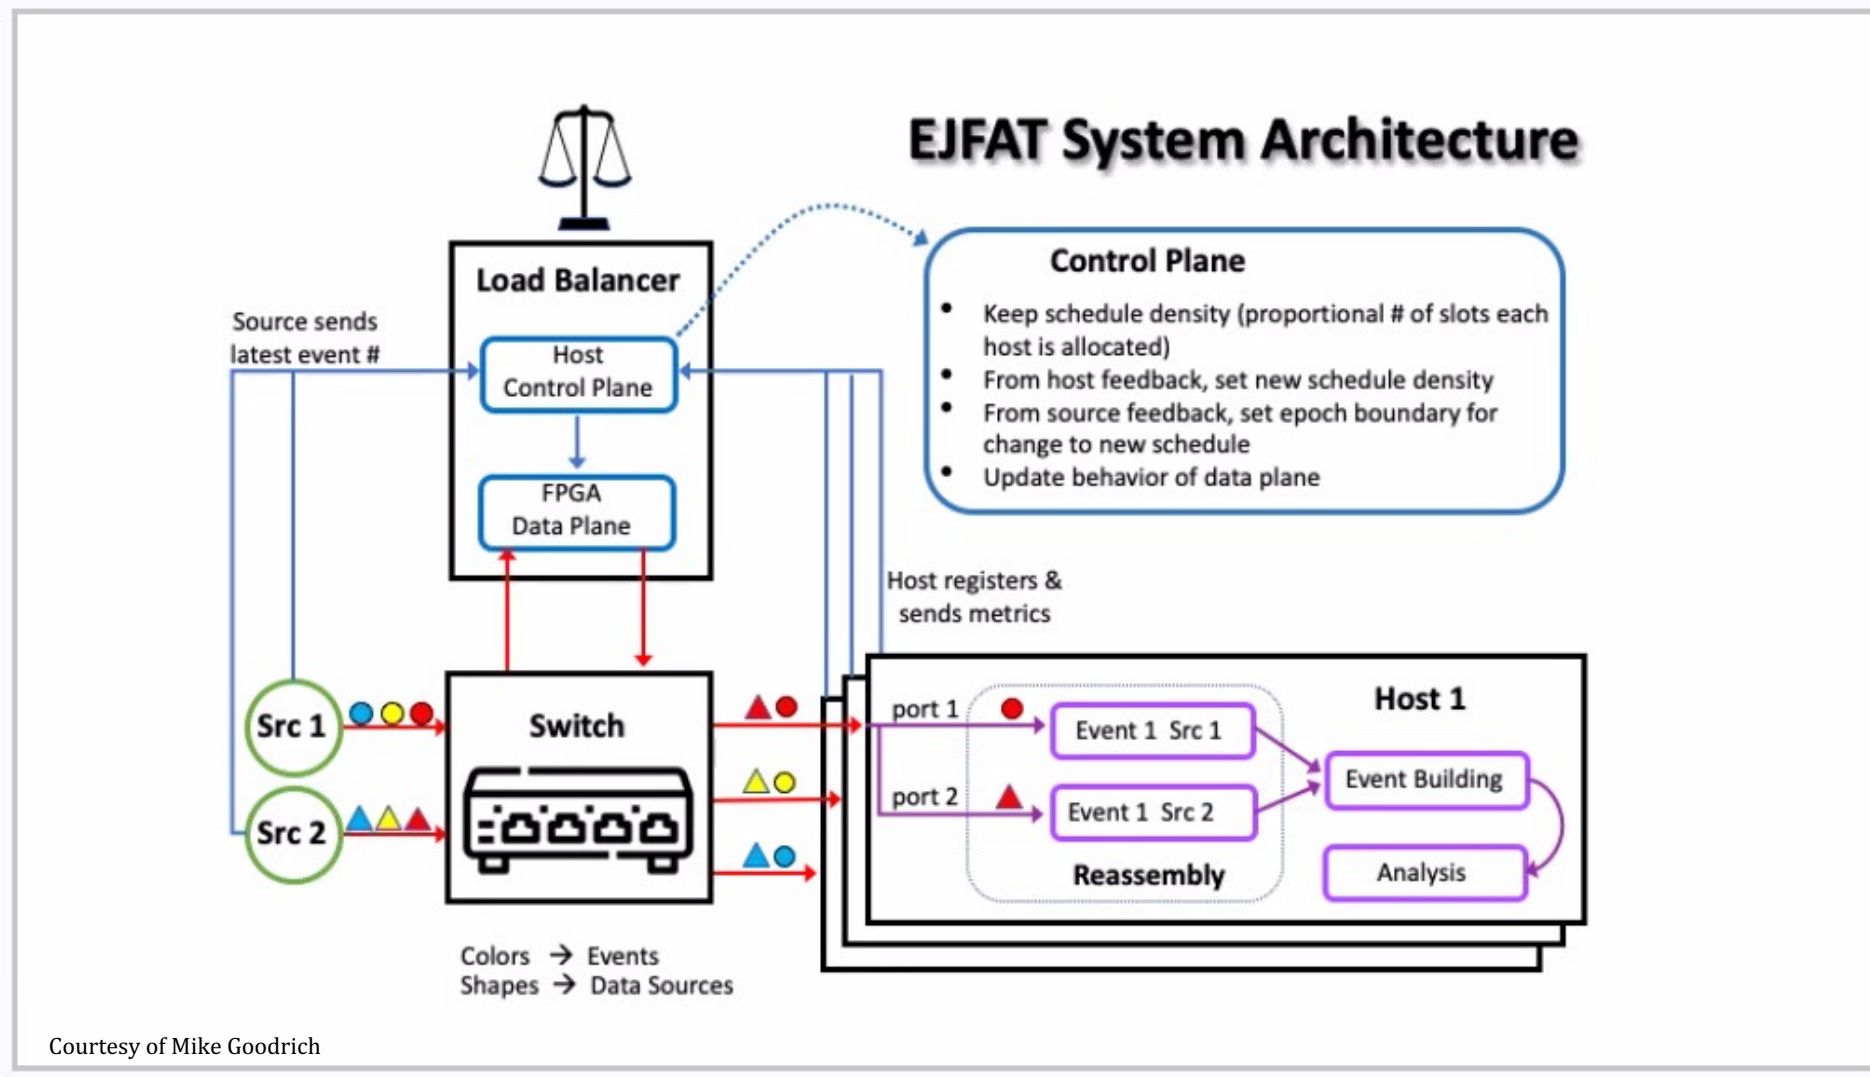 EJFAT System Architecture
Load Balancer
Host
Control Plane
FPGA
Data Plane
Source sends
latest event #
Control Plane
• Keep schedule density (proportional # of slots each
host is allocated)
• From host feedback, set new schedule density
• From source feedback, set epoch boundary for
change to new schedule
• Update behavior of data plane
Host registers &
sends metrics
Src 1
Src 2
Switch
port 1
port 2
Event 1 Src 1
Event 1 Src 2
Reassembly
Host 1
Event Building
Analysis
Colors → Events
Shapes → Data Sources
Courtesy of Mike Goodrich